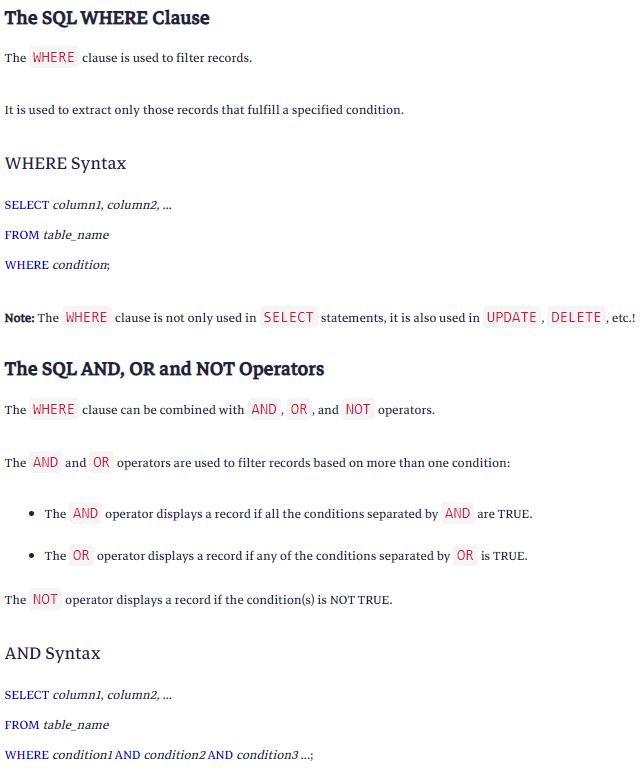 The SQL WHERE Clause
The WHERE clause is used to filter records.
It is used to extract only those records that fulfill a specified condition.
WHERE Syntax
SELECT column1, column2, ...
FROM table_name
WHERE condition;
Note: The WHERE clause is not only used in SELECT statements, it is also used in UPDATE, DELETE, etc.!
The SQL AND, OR and NOT Operators
The WHERE clause can be combined with AND, OR, and NOT operators.
The AND and OR operators are used to filter records based on more than one condition:
• The AND operator displays a record if all the conditions separated by AND are TRUE.
• The OR operator displays a record if any of the conditions separated by OR is TRUE.
The NOT operator displays a record if the condition(s) is NOT TRUE.
AND Syntax
SELECT column1, column2, ...
FROM table_name
WHERE condition1 AND condition2 AND condition3 ...;